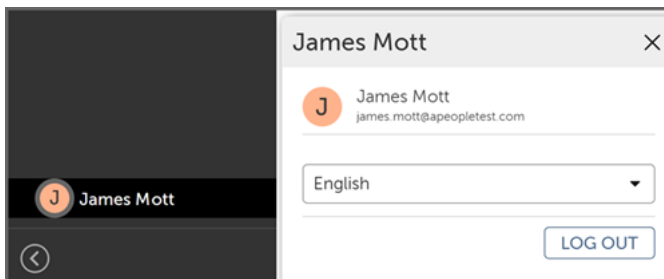 James Mott
J
James Mott
james.mott@apeopletest.com
English
LOG OUT
J
James Mott